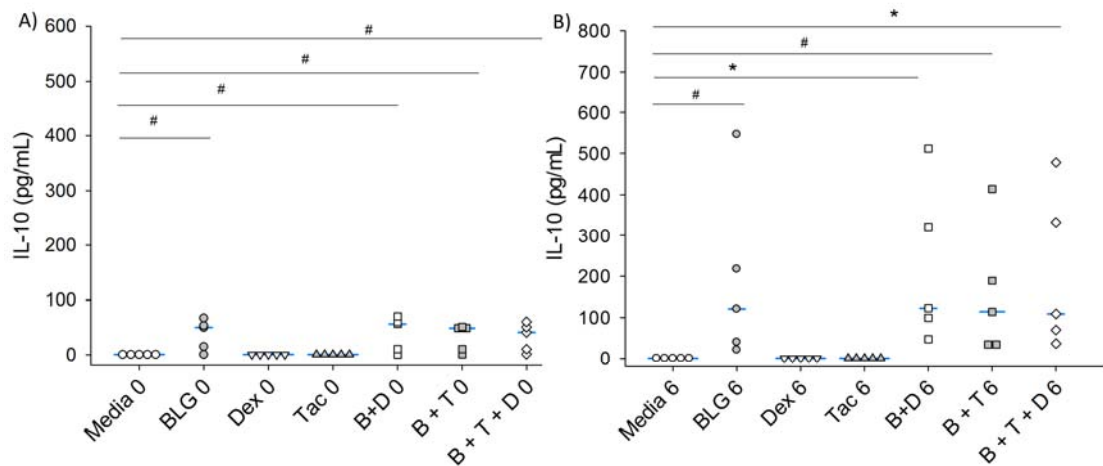 A)
600
500
400
300
200
100
0
IL-10 (pg/mL)
#
#
#
#
Media 0
BLG 0
Dex 0
Tac 0
B+D 0
B + T 0
B + T + D 0
B)
800
700
600
500
400
300
200
100
0
IL-10 (pg/mL)
*
#
*
#
Media 6
BLG 6
Dex 6
Tac 6
B+D 6
B + T 6
B + T + D 6